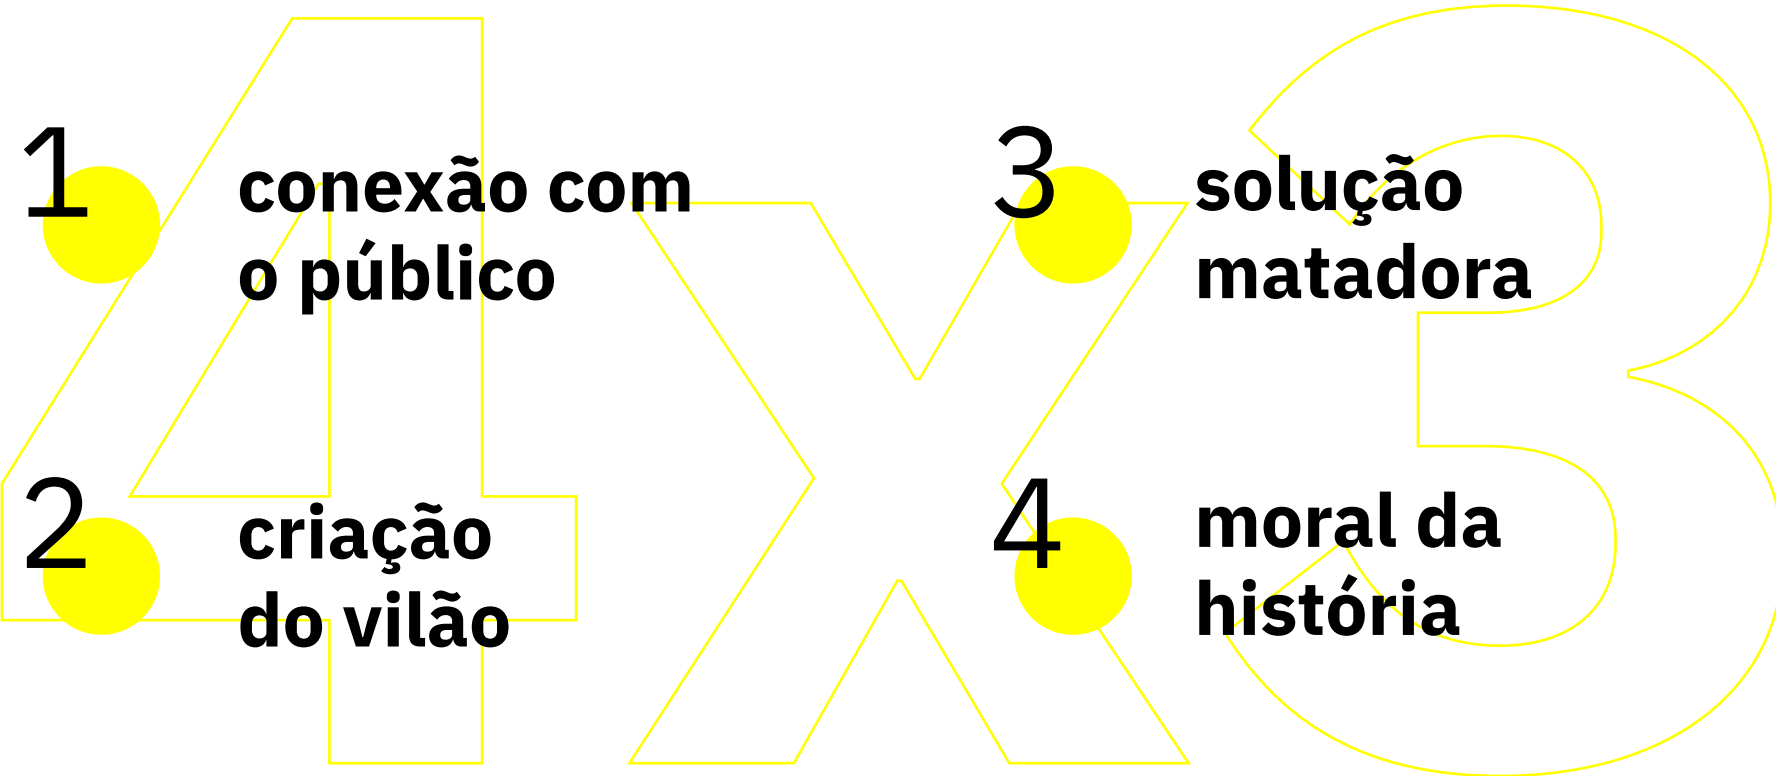 4x3
1
conexão com
o público
2
criação
do vilão
3
solução
matadora
4
moral da
história